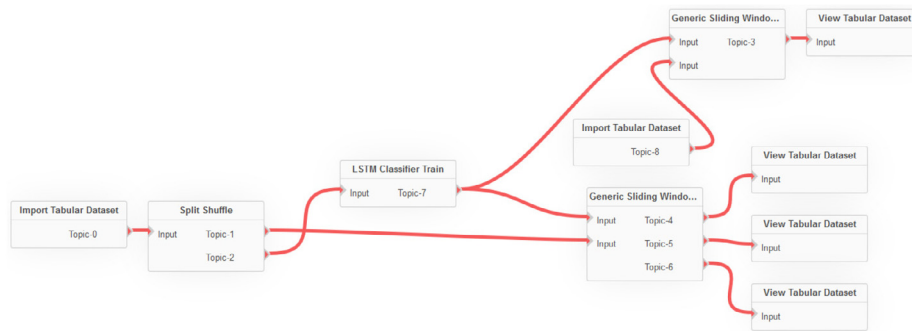 Generic Sliding Windo...
Input Topic-3
Input
View Tabular Dataset
Input
Import Tabular Dataset
Topic-8
LSTM Classifier Train
Input Topic-7
View Tabular Dataset
Input
Generic Sliding Windo...
Input Topic-4
Input Topic-5
Topic-6
Import Tabular Dataset
Topic-0
Split Shuffle
Input Topic-1
Topic-2
View Tabular Dataset
Input
View Tabular Dataset
Input